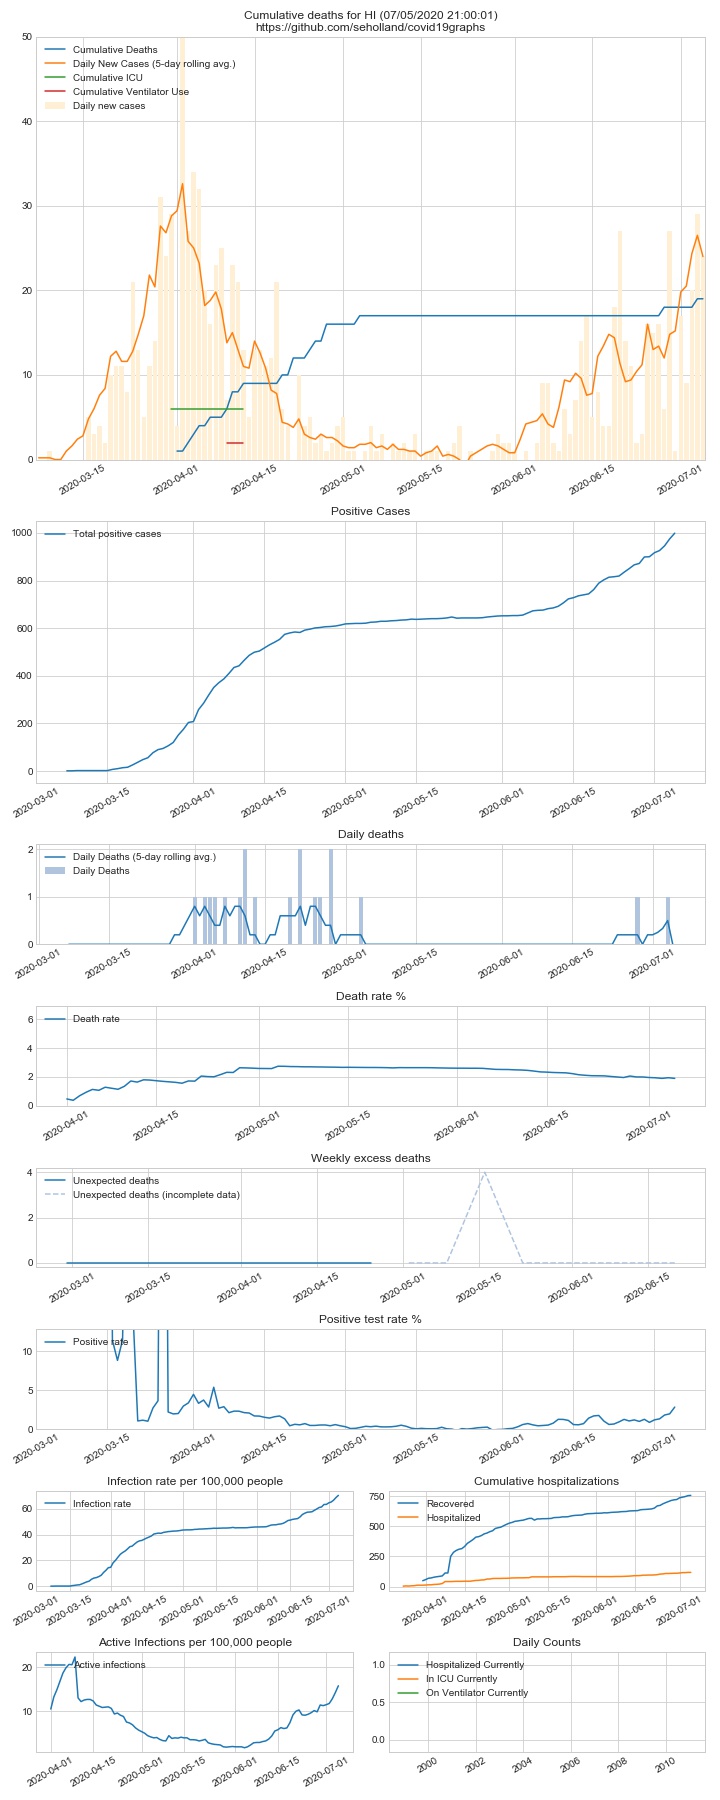 Cumulative deaths for HI (07/05/2020 21:00:01)
https://github.com/seholland/covid19graphs
50
40
30
20
10
0
Cumulative Deaths
Daily New Cases (5-day rolling avg.)
Cumulative ICU
Cumulative Ventilator Use
Daily new cases
2020-03-15 2020-04-01 2020-04-15 2020-05-01 2020-05-15 2020-06-01 2020-06-15 2020-07-01
Positive Cases
1000
800
600
400
200
0
Total positive cases
2020-03-01 2020-03-15 2020-04-01 2020-04-15 2020-05-01 2020-05-15 2020-06-01 2020-06-15 2020-07-01
Daily deaths
2
1
0
Daily Deaths (5-day rolling avg.)
Daily Deaths
2020-03-01 2020-03-15 2020-04-01 2020-04-15 2020-05-01 2020-05-15 2020-06-01 2020-06-15 2020-07-01
Death rate %
6
4
2
0
Death rate
2020-04-01 2020-04-15 2020-05-01 2020-05-15 2020-06-01 2020-06-15 2020-07-01
Weekly excess deaths
4
2
0
Unexpected deaths
Unexpected deaths (incomplete data)
2020-03-01 2020-03-15 2020-04-01 2020-04-15 2020-05-01 2020-05-15 2020-06-01 2020-06-15
Positive test rate %
10
5
0
Positive rate
2020-03-01 2020-03-15 2020-04-01 2020-04-15 2020-05-01 2020-05-15 2020-06-01 2020-06-15 2020-07-01
Infection rate per 100,000 people
60
40
20
0
Infection rate
2020-03-01 2020-03-15 2020-04-01 2020-04-15 2020-05-01 2020-05-15 2020-06-01 2020-06-15 2020-07-01
Cumulative hospitalizations
750
500
250
0
Recovered
Hospitalized
2020-04-01 2020-04-15 2020-05-01 2020-05-15 2020-06-01 2020-06-15 2020-07-01
Active Infections per 100,000 people
20
10
Active infections
2020-04-01 2020-04-15 2020-05-01 2020-05-15 2020-06-01 2020-06-15 2020-07-01
Daily Counts
1.0
0.5
0.0
Hospitalized Currently
In ICU Currently
On Ventilator Currently
2000 2002 2004 2006 2008 2010